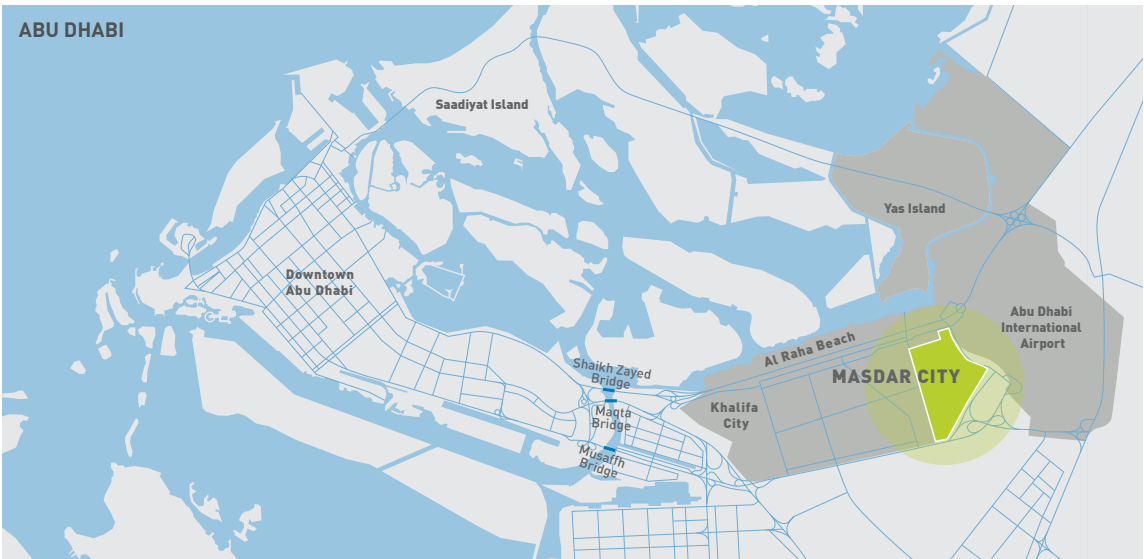 ABU DHABI
Saadiyat Island
Yas Island
Downtown
Abu Dhabi
Abu Dhabi
International
Airport
Al Raha Beach
MASDAR CITY
Shaikh Zayed
Bridge
Maqta
Bridge
Khalifa
City
Musaffh
Bridge